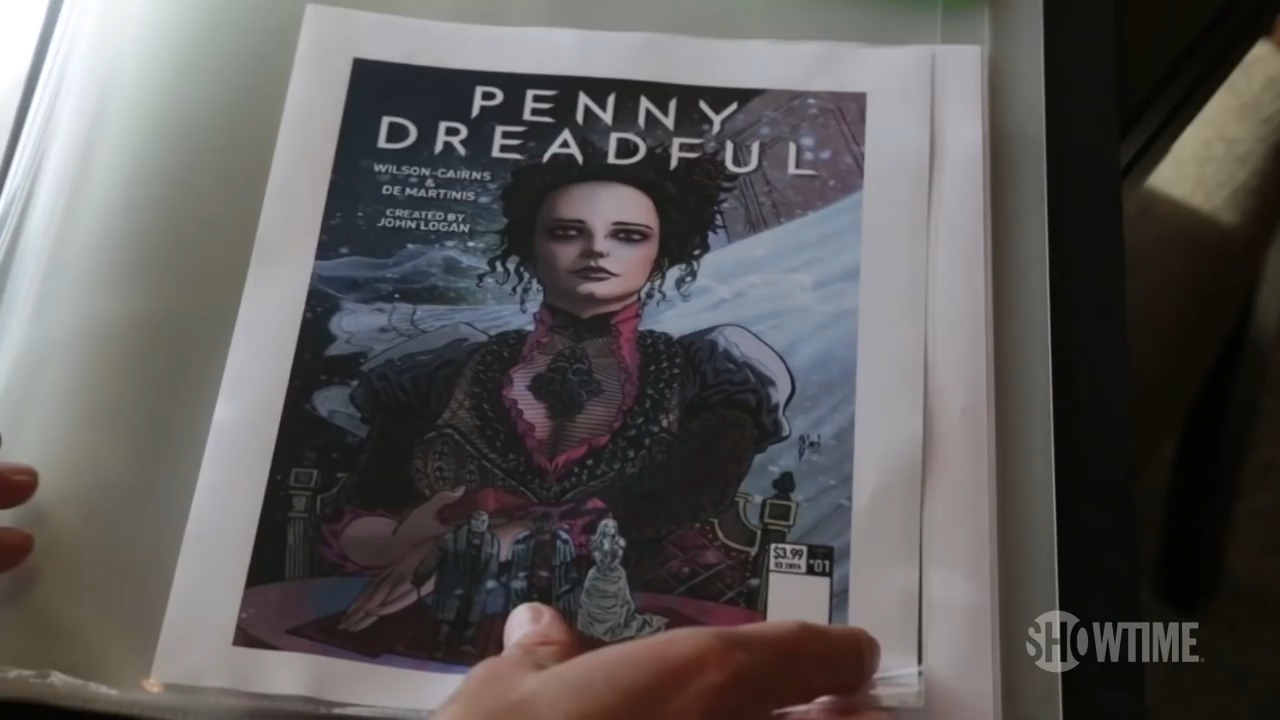 PENNY
DREADFUL
WILSON-CAIRNS
&
DE MARTINIS
CREATED BY
JOHN LOGAN
$3.99
#01
SHOWTIME